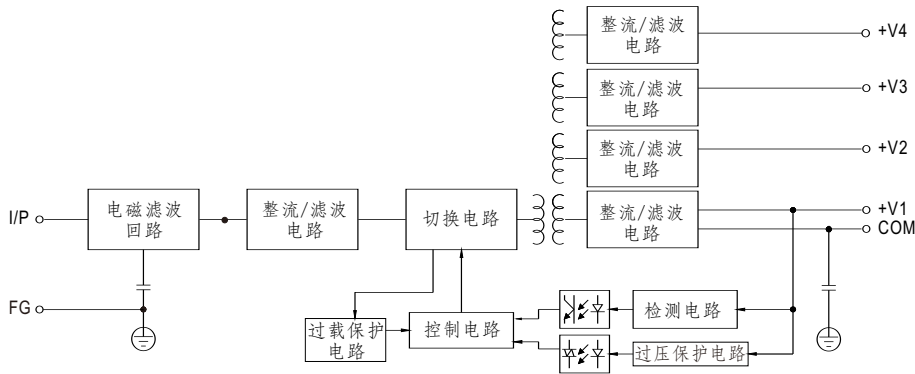 整流/滤波
电路
+V4
整流/滤波
电路
+V3
整流/滤波
电路
+V2
I/P
电磁滤波
回路
整流/滤波
电路
切换电路
整流/滤波
电路
+V1
COM
FG
过载保护
电路
控制电路
检测电路
过压保护电路